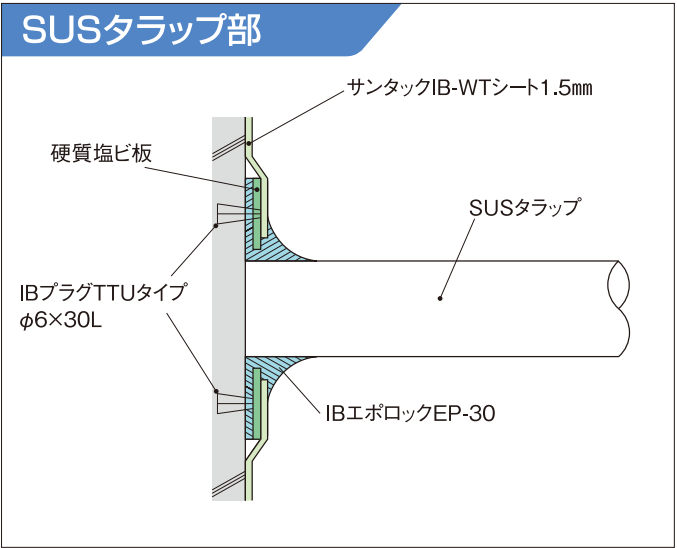 SUSタラップ部
サンタックIB-WTシート1.5㎜
硬質塩ビ板
SUSタラップ
IBプラグTTUタイプ
φ6×30L
IBエポロックEP-30